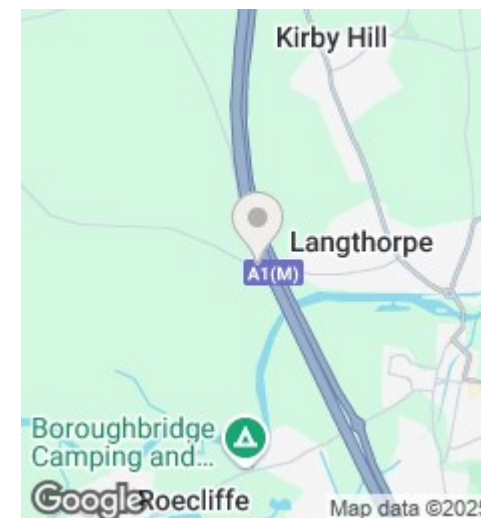 Kirby Hill
Langthorpe
A1(M)
Boroughbridge
Camping and...
Roecliffe
Google
Map data ©2025